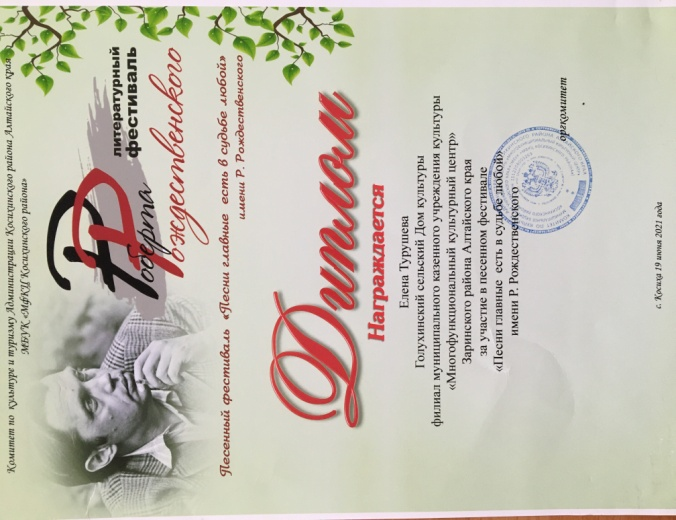 Комитет по культуре и туризму Администрации Косихинского района Алтайского края
МБУК «МфКЦ Косихинского района»
литературный
фестиваль
Роберта
Рождественского
Песенный фестиваль «Песни главные есть в судьбе любой»
имени Р. Рождественского
Диплом
Награждается
Елена Турушева
Голухинский сельский Дом культуры
филиал муниципального казенного учреждения культуры
«Многофункциональный культурный центр»
Заринского района Алтайского края
за участие в песенном фестивале
«Песни главные есть в судьбе любой»
имени Р. Рождественского
оргкомитет
с. Косиха 19 июня 2021 года